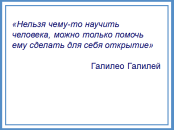 «Нельзя чему-то научить
человека, можно только помочь
ему сделать для себя открытие»
Галилео Галилей